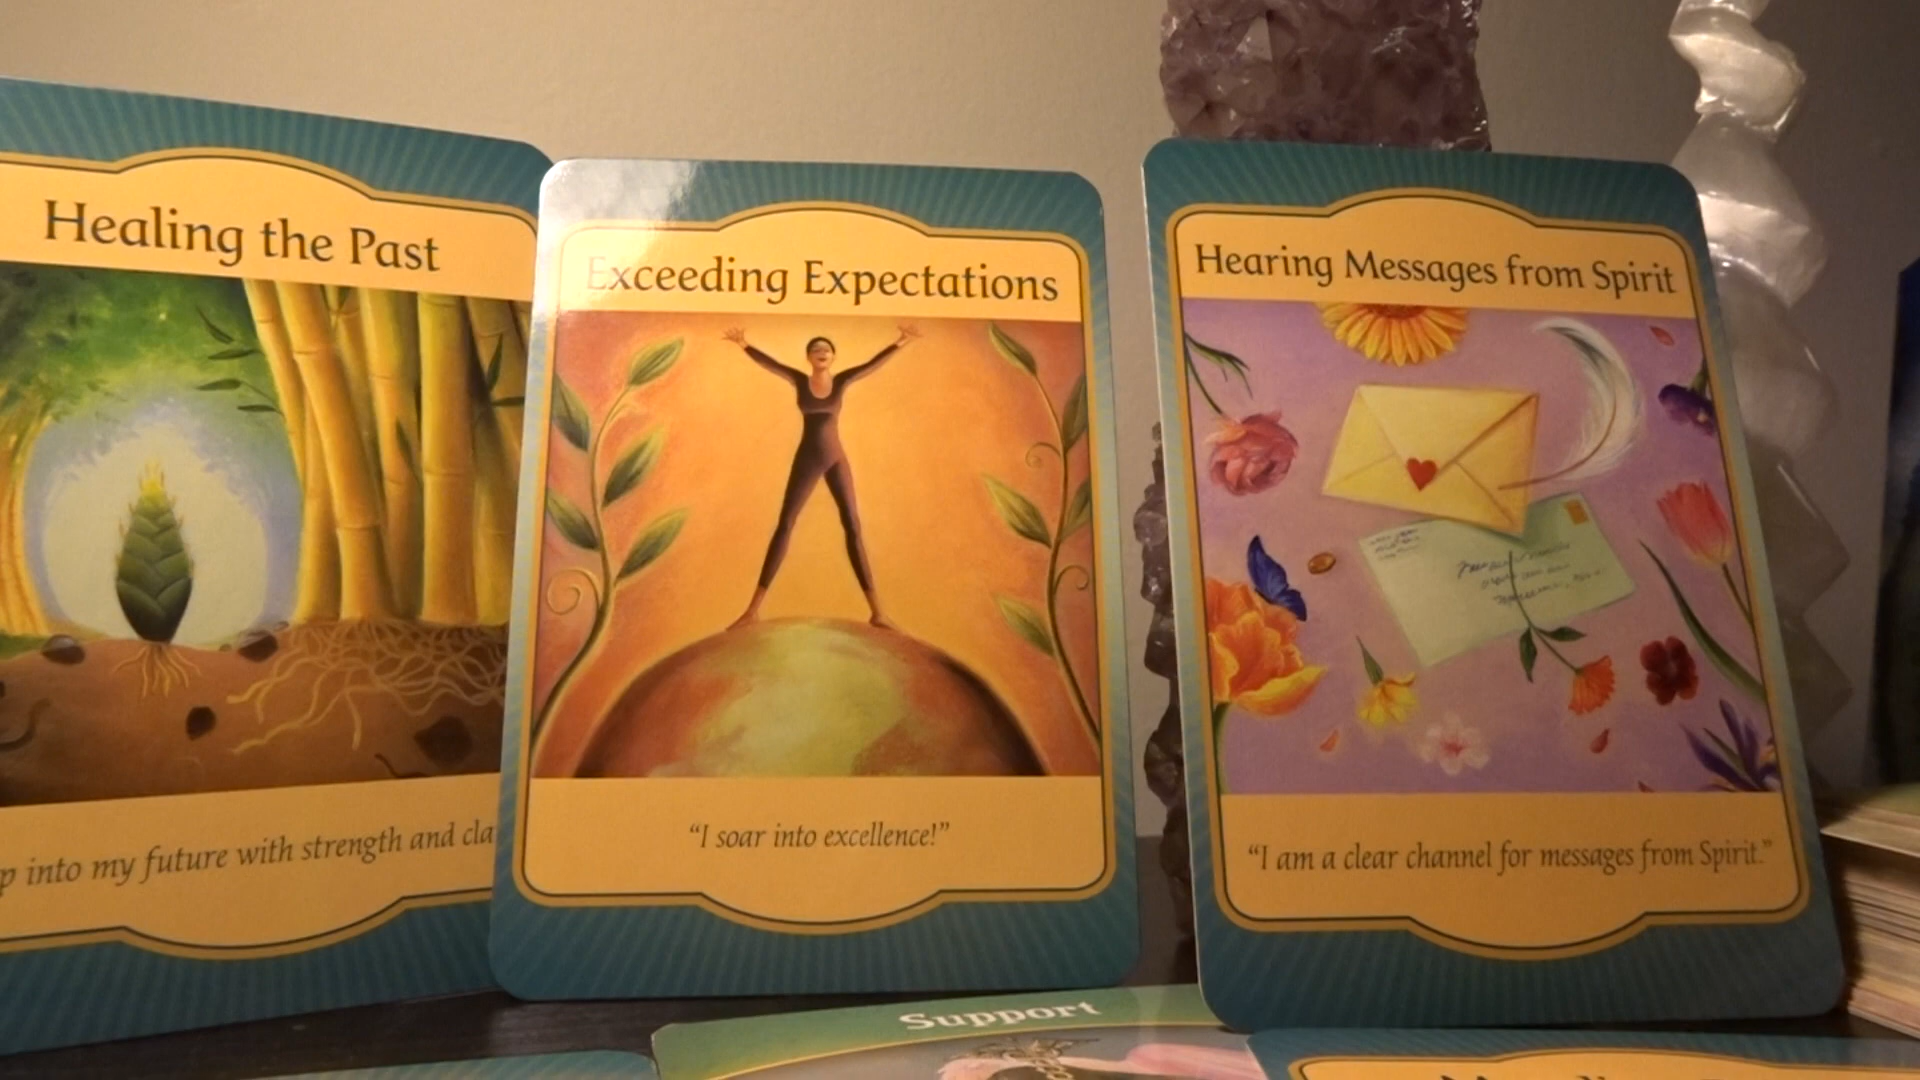 Healing the Past
p into my future with strength and cla
Exceeding Expectations
“I soar into excellence!”
Hearing Messages from Spirit
“I am a clear channel for messages from Spirit.”
Support